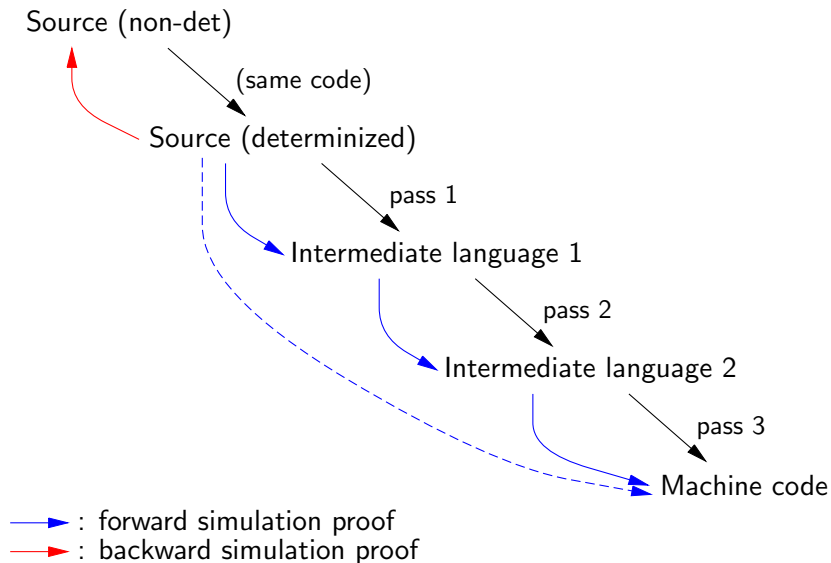 Source (non-det)
(same code)
Source (determinized)
pass 1
Intermediate language 1
pass 2
Intermediate language 2
pass 3
Machine code
: forward simulation proof
: backward simulation proof